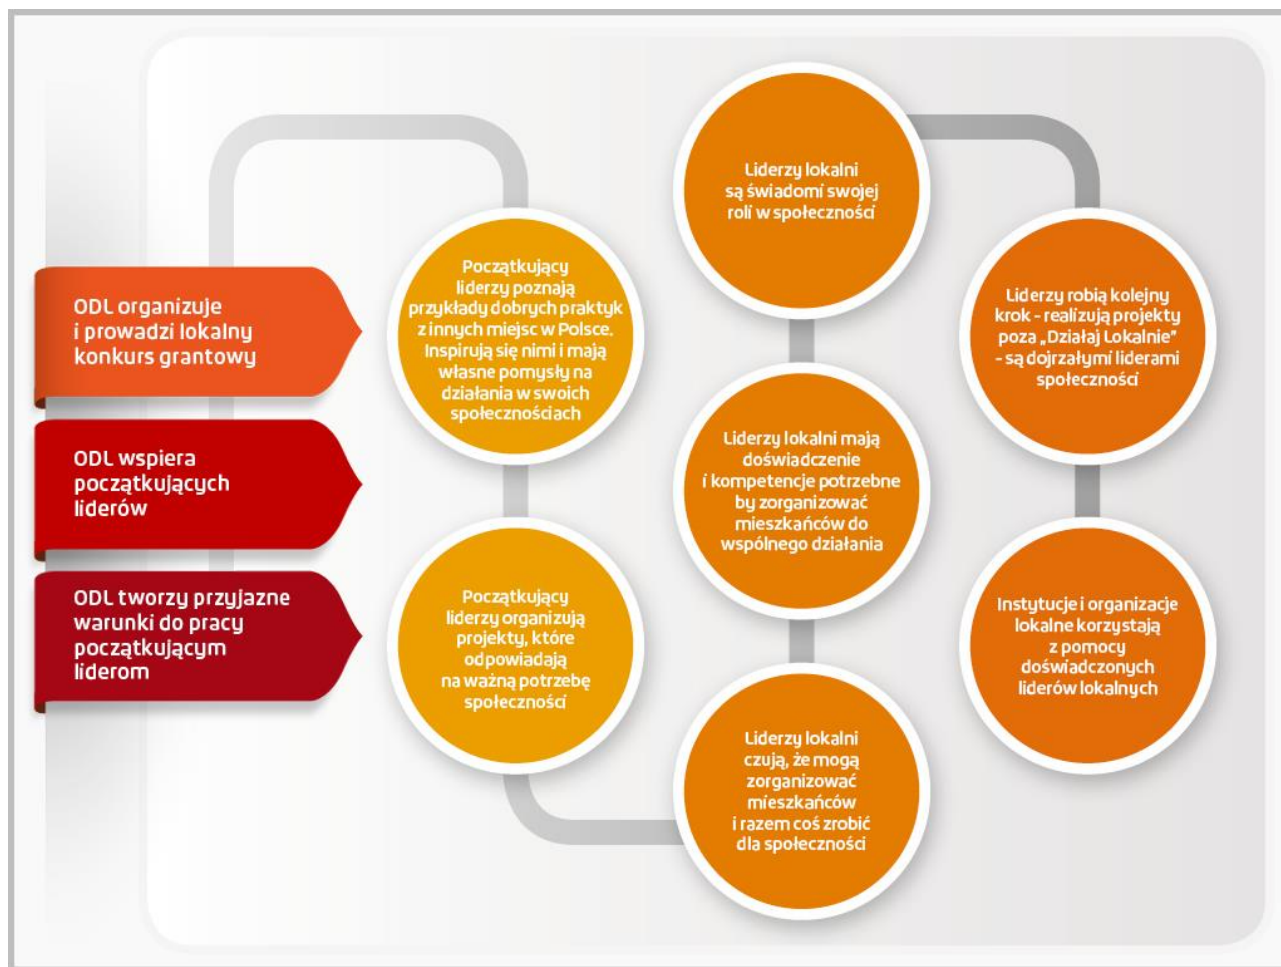 ODL organizuje
i prowadzi lokalny
konkurs grantowy
ODL wspiera
początkujących
liderów
ODL tworzy przyjazne
warunki do pracy
początkującym
liderom
Początkujący
liderzy poznają
przykłady dobrych praktyk
z innych miejsc w Polsce.
Inspirują się nimi i mają
własne pomysły na
działania w swoich
społecznościach
Początkujący
liderzy organizują
projekty, które
odpowiadają
na ważną potrzebę
społeczności
Liderzy lokalni
czują, że mogą
zorganizować
mieszkańców
i razem coś zrobić
dla społeczności
Liderzy lokalni mają
doświadczenie
i kompetencje potrzebne
by zorganizować
mieszkańców do
wspólnego działania
Liderzy lokalni
są świadomi swojej
roli w społeczności
Liderzy robią kolejny
krok - realizują projekty
poza „Działaj Lokalnie”
- są dojrzałymi liderami
społeczności
Instytucje i organizacje
lokalne korzystają
z pomocy
doświadczonych
liderów lokalnych